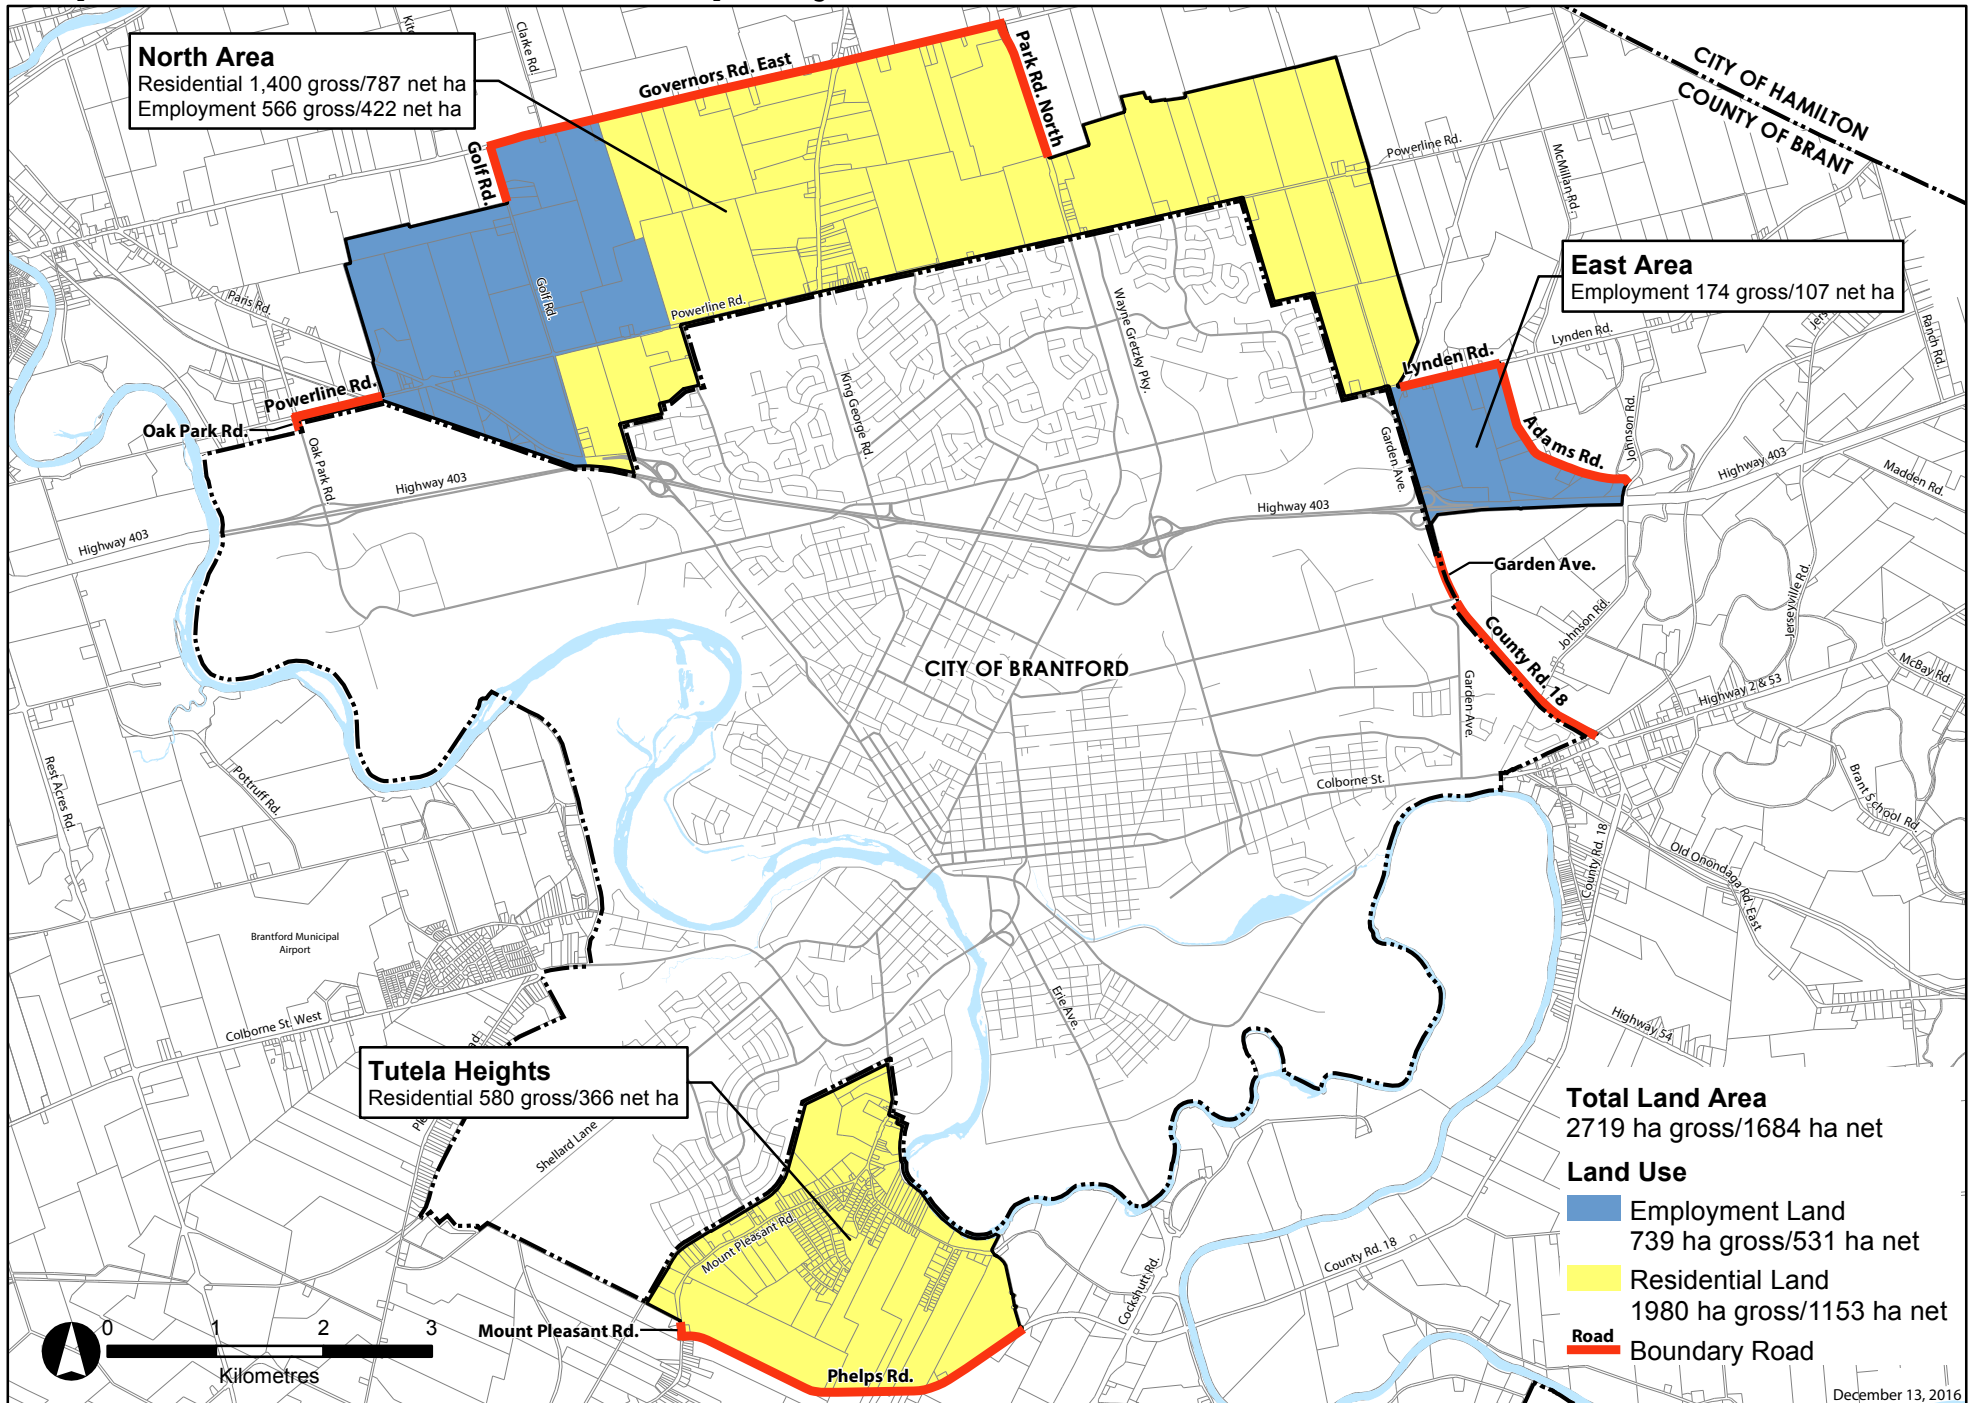 North Area
Residential 1,400 gross/787 net ha
Employment 566 gross/422 net ha
Clarke Rd.
Governors Rd. East
Park Rd. North
CITY OF HAMILTON
COUNTY OF BRANT
Golf Rd.
Powerline Rd.
McMillan Rd.
East Area
Employment 174 gross/107 net ha
Paris Rd.
Golf Rd.
Powerline Rd.
Wayne Gretzky Pky.
King George Rd.
Lynden Rd.
Lynden Rd.
Ranch Rd.
Powerline Rd.
Oak Park Rd.
Oak Park Rd.
Adams Rd.
Johnson Rd.
Garden Ave.
Highway 403
Highway 403
Highway 403
Highway 403
Madden Rd.
Garden Ave.
Johnson Rd.
Jerseyville Rd.
County Rd. 18
CITY OF BRANTFORD
McBay Rd.
Highway 2 & 53
Garden Ave.
Rest Acres Rd.
Pottruff Rd.
Colborne St.
Brant School Rd.
County Rd. 18
Old Onondaga Rd. East
Brantford Municipal
Airport
Erie Ave.
Colborne St. West
Highway 54
Tutela Heights
Residential 580 gross/366 net ha
Shellard Lane
Mount Pleasant Rd.
Cockshutt Rd.
County Rd. 18
Mount Pleasant Rd.
Phelps Rd.
0 1 2 3
Kilometres
Total Land Area
2719 ha gross/1684 ha net
Land Use
Employment Land
739 ha gross/531 ha net
Residential Land
1980 ha gross/1153 ha net
Road
Boundary Road
December 13, 2016